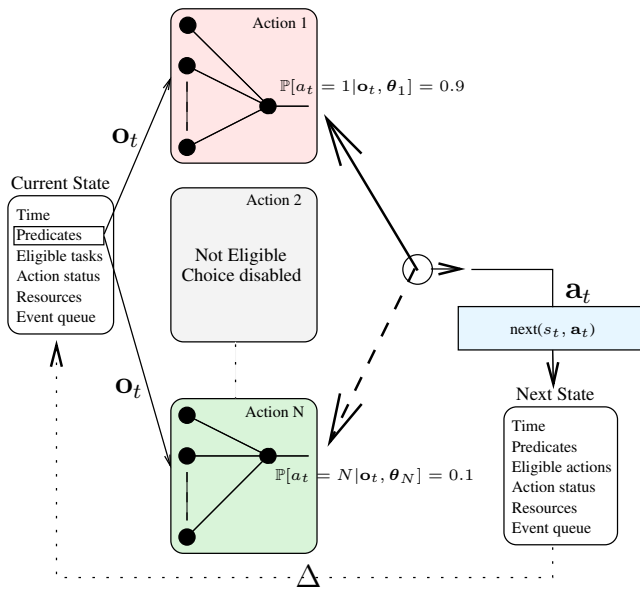 Action 1
ℙ[a_t = 1|𝐨_t, 𝜽_1] = 0.9
𝐨_t
Current State
Time
Predicates
Eligible tasks
Action status
Resources
Event queue
Action 2
Not Eligible
Choice disabled
𝐚_t
next(s_t, 𝐚_t)
𝐨_t
Action N
ℙ[a_t = N|𝐨_t, 𝜽_N] = 0.1
Next State
Time
Predicates
Eligible actions
Action status
Resources
Event queue
Δ